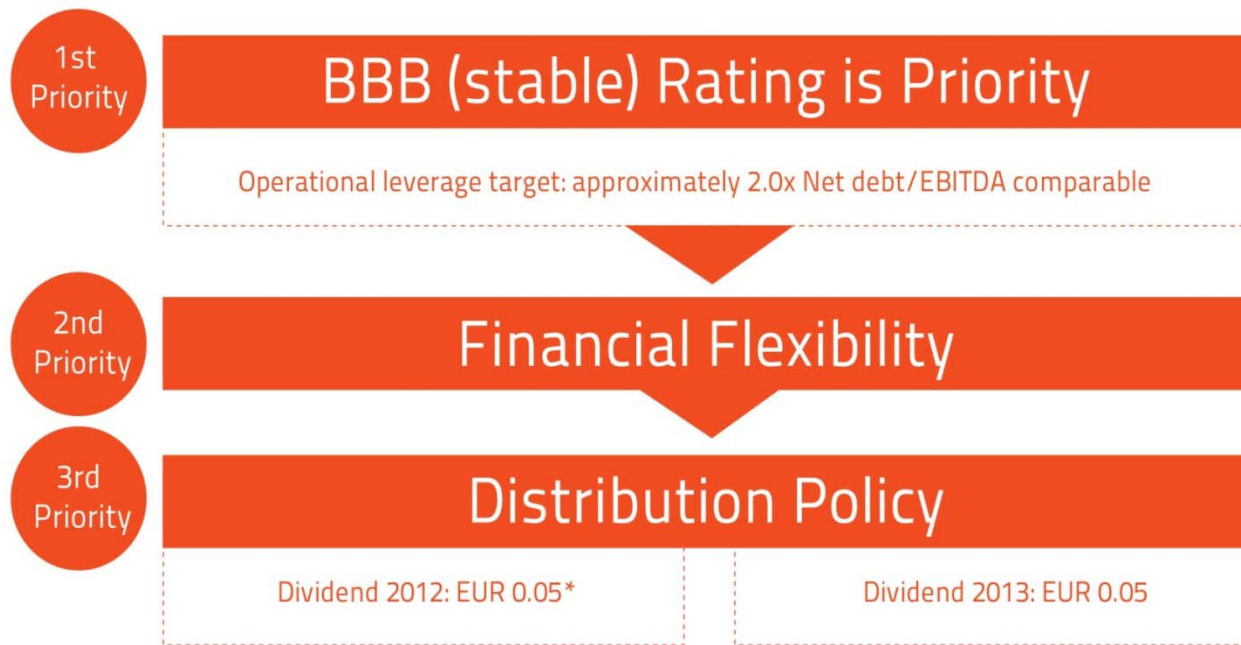 1st
Priority
BBB (stable) Rating is Priority
Operational leverage target: approximately 2.0x Net debt/EBITDA comparable
2nd
Priority
Financial Flexibility
3rd
Priority
Distribution Policy
Dividend 2012: EUR 0.05*
Dividend 2013: EUR 0.05